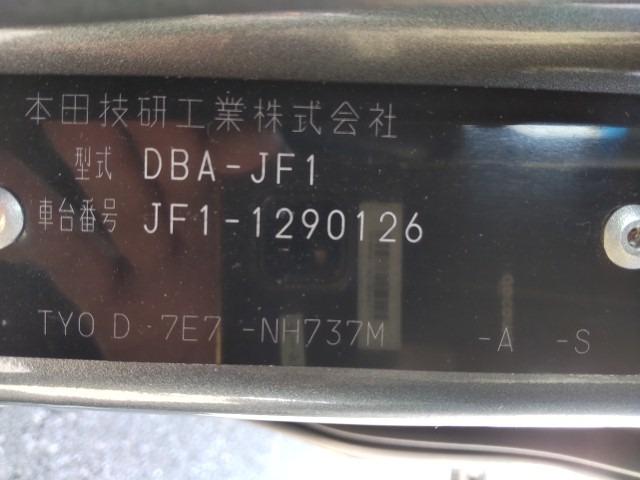 本田技研工業株式会社
型式 DBA-JF1
車台番号 JF1-1290126
TYO D 7E7 -NH737M -A -S